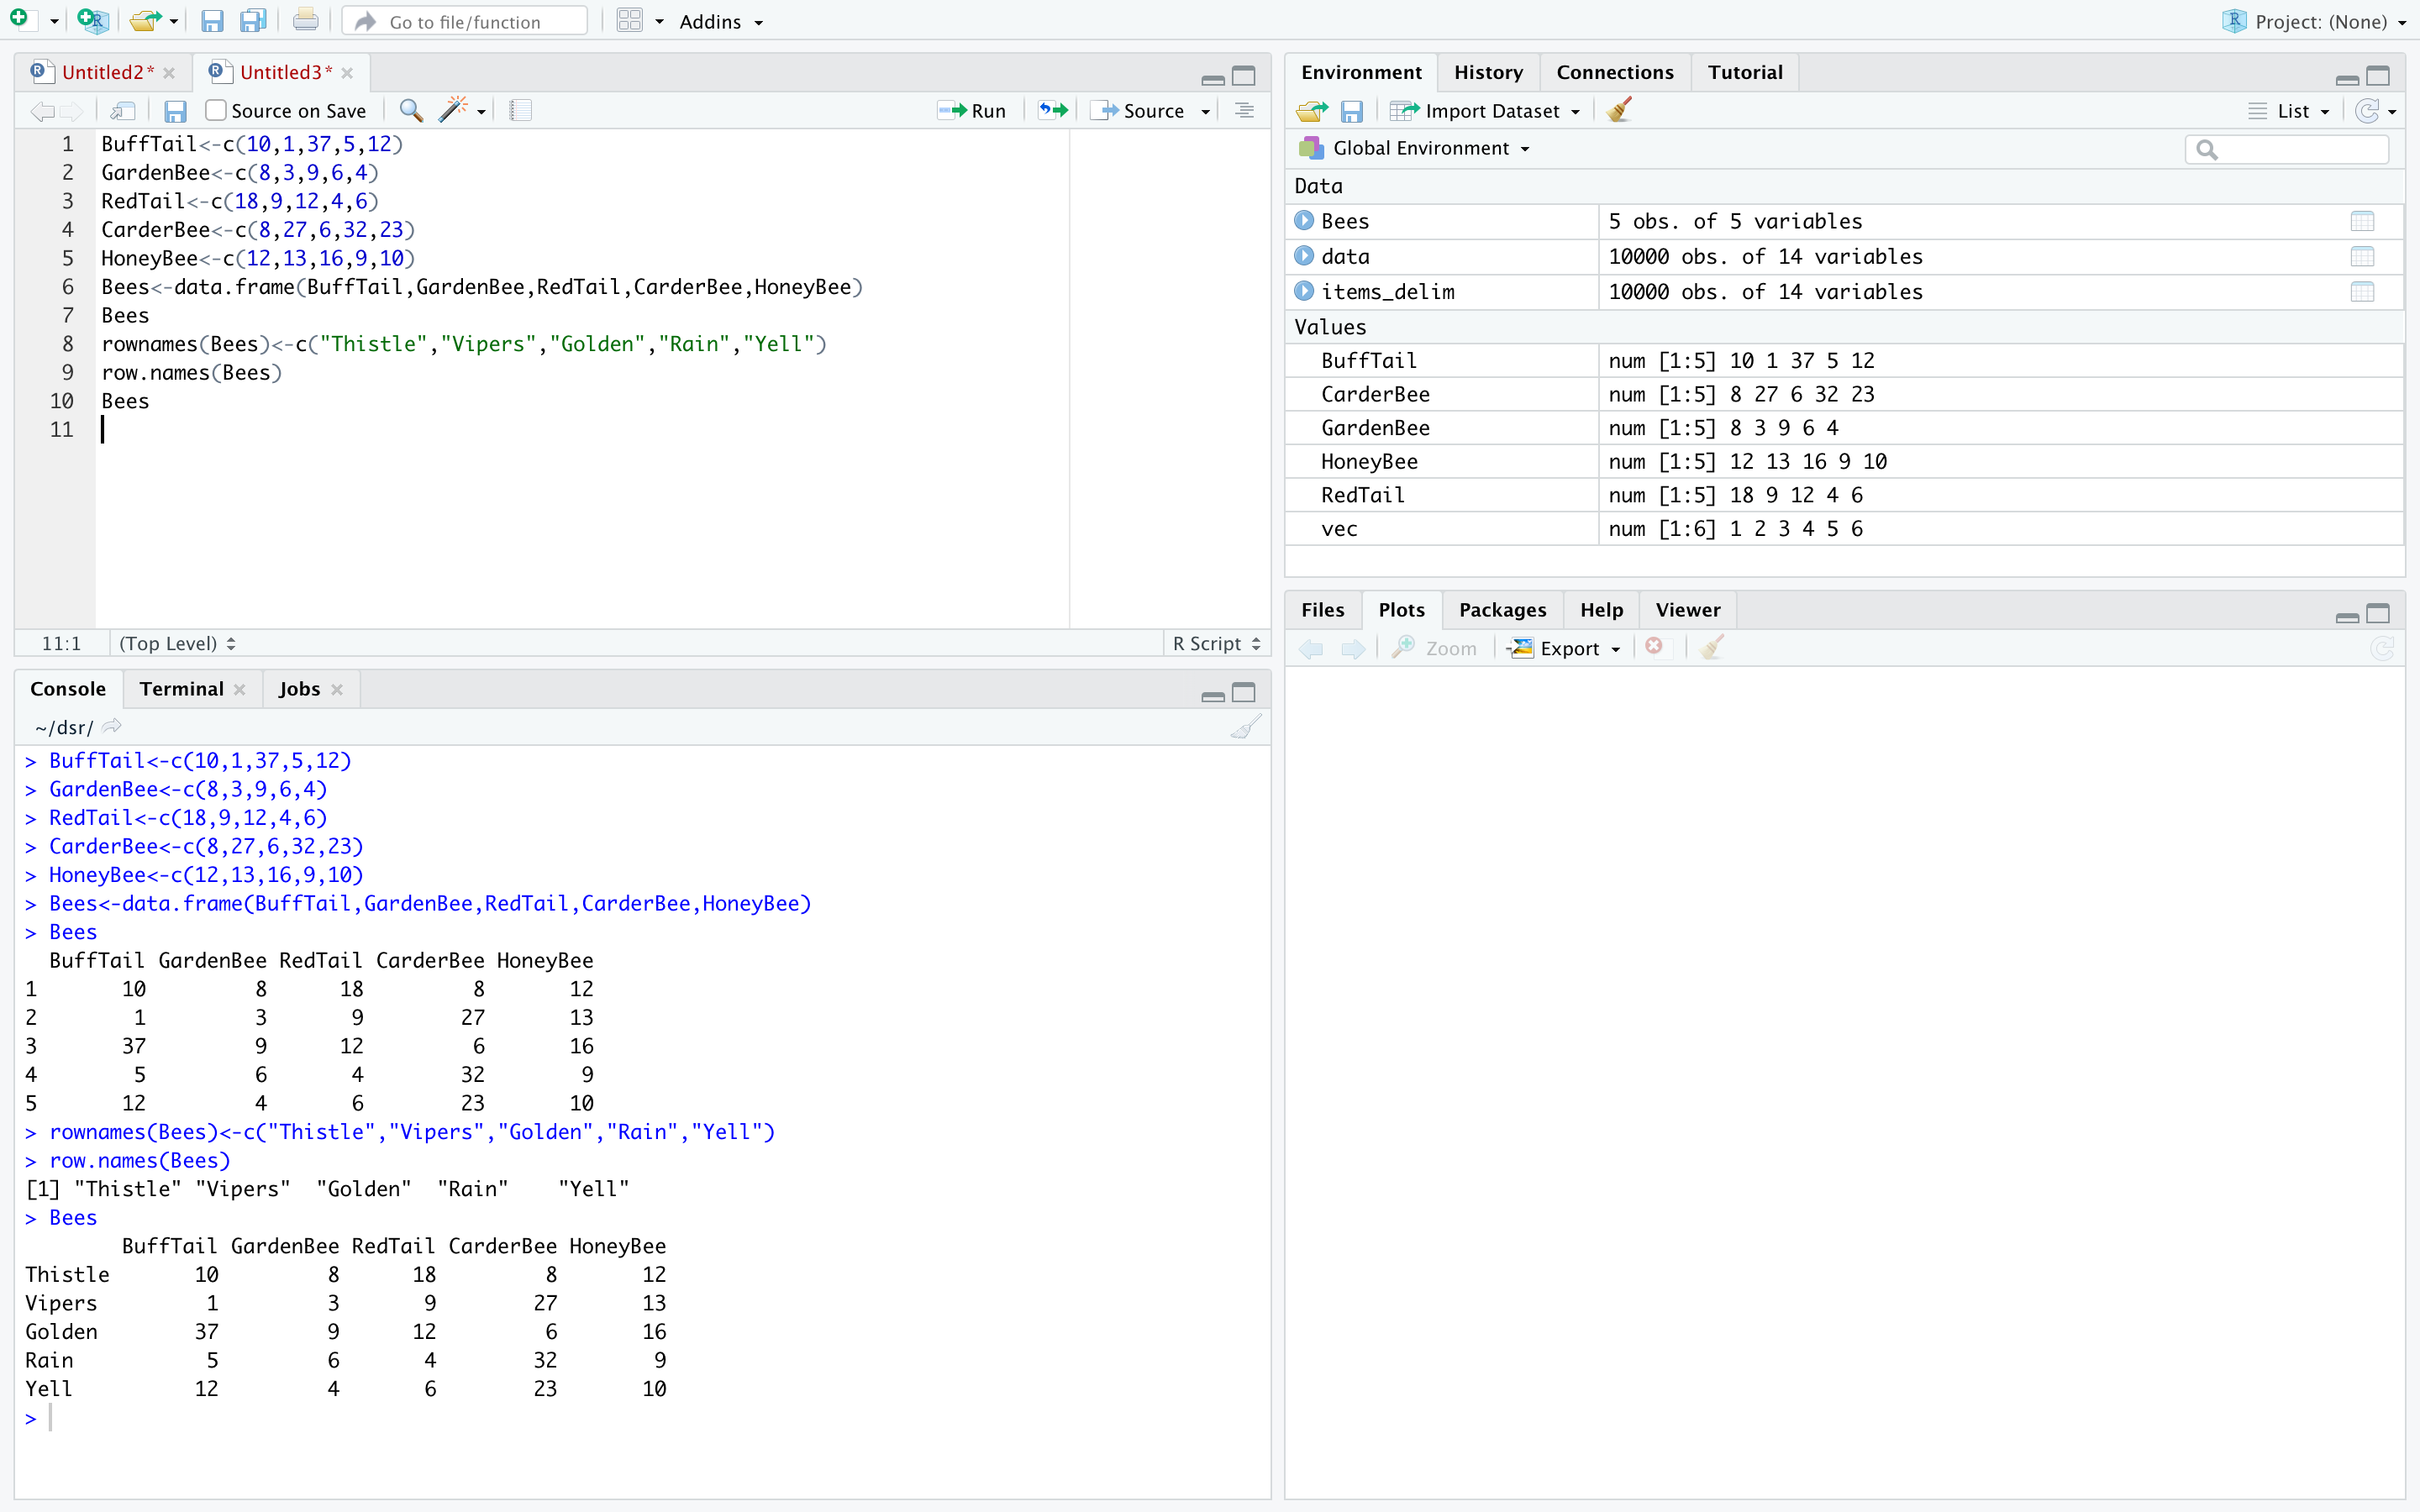 Go to file/function Addins Project: (None)
Untitled2* Untitled3*
Source on Save Run Source
1 BuffTail<-c(10,1,37,5,12)
2 GardenBee<-c(8,3,9,6,4)
3 RedTail<-c(18,9,12,4,6)
4 CarderBee<-c(8,27,6,32,23)
5 HoneyBee<-c(12,13,16,9,10)
6 Bees<-data.frame(BuffTail,GardenBee,RedTail,CarderBee,HoneyBee)
7 Bees
8 rownames(Bees)<-c("Thistle","Vipers","Golden","Rain","Yell")
9 row.names(Bees)
10 Bees
11
11:1 (Top Level) R Script
Console Terminal Jobs
~/dsr/
> BuffTail<-c(10,1,37,5,12)
> GardenBee<-c(8,3,9,6,4)
> RedTail<-c(18,9,12,4,6)
> CarderBee<-c(8,27,6,32,23)
> HoneyBee<-c(12,13,16,9,10)
> Bees<-data.frame(BuffTail,GardenBee,RedTail,CarderBee,HoneyBee)
> Bees
  BuffTail GardenBee RedTail CarderBee HoneyBee
1       10         8      18         8       12
2        1         3       9        27       13
3       37         9      12         6       16
4        5         6       4        32        9
5       12         4       6        23       10
> rownames(Bees)<-c("Thistle","Vipers","Golden","Rain","Yell")
> row.names(Bees)
[1] "Thistle" "Vipers"  "Golden"  "Rain"    "Yell"
> Bees
        BuffTail GardenBee RedTail CarderBee HoneyBee
Thistle       10         8      18         8       12
Vipers         1         3       9        27       13
Golden        37         9      12         6       16
Rain           5         6       4        32        9
Yell          12         4       6        23       10
>
Environment History Connections Tutorial
Import Dataset List
Global Environment
Data
Bees 5 obs. of 5 variables
data 10000 obs. of 14 variables
items_delim 10000 obs. of 14 variables
Values
BuffTail num [1:5] 10 1 37 5 12
CarderBee num [1:5] 8 27 6 32 23
GardenBee num [1:5] 8 3 9 6 4
HoneyBee num [1:5] 12 13 16 9 10
RedTail num [1:5] 18 9 12 4 6
vec num [1:6] 1 2 3 4 5 6
Files Plots Packages Help Viewer
Zoom Export